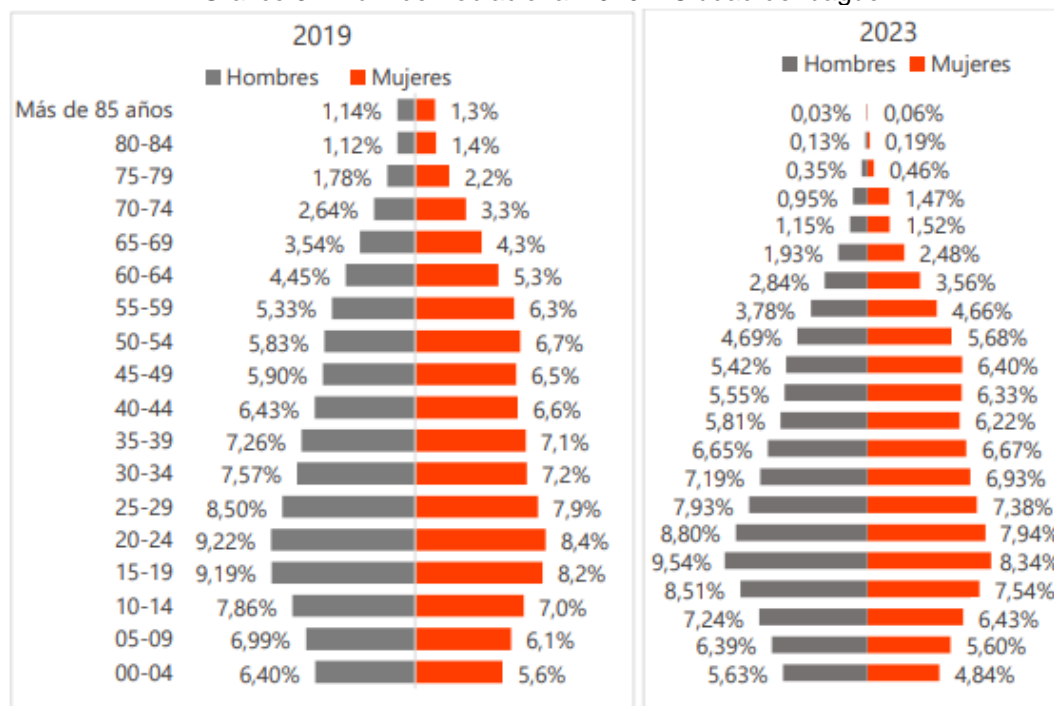 2019
Hombres Mujeres
Más de 85 años 1,14% 1,3%
80-84 1,12% 1,4%
75-79 1,78% 2,2%
70-74 2,64% 3,3%
65-69 3,54% 4,3%
60-64 4,45% 5,3%
55-59 5,33% 6,3%
50-54 5,83% 6,7%
45-49 5,90% 6,5%
40-44 6,43% 6,6%
35-39 7,26% 7,1%
30-34 7,57% 7,2%
25-29 8,50% 7,9%
20-24 9,22% 8,4%
15-19 9,19% 8,2%
10-14 7,86% 7,0%
05-09 6,99% 6,1%
00-04 6,40% 5,6%
2023
Hombres Mujeres
0,03% 0,06%
0,13% 0,19%
0,35% 0,46%
0,95% 1,47%
1,15% 1,52%
1,93% 2,48%
2,84% 3,56%
3,78% 4,66%
4,69% 5,68%
5,42% 6,40%
5,55% 6,33%
5,81% 6,22%
6,65% 6,67%
7,19% 6,93%
7,93% 7,38%
8,80% 7,94%
9,54% 8,34%
8,51% 7,54%
7,24% 6,43%
6,39% 5,60%
5,63% 4,84%